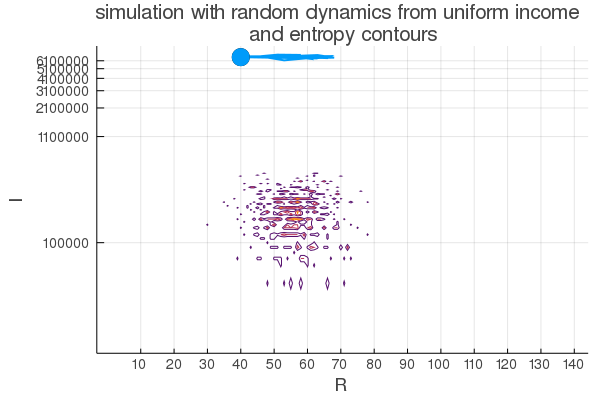 simulation with random dynamics from uniform income
and entropy contours
6100000
5100000
4100000
3100000
2100000
1100000
100000
I
10 20 30 40 50 60 70 80 90 100 110 120 130 140
R